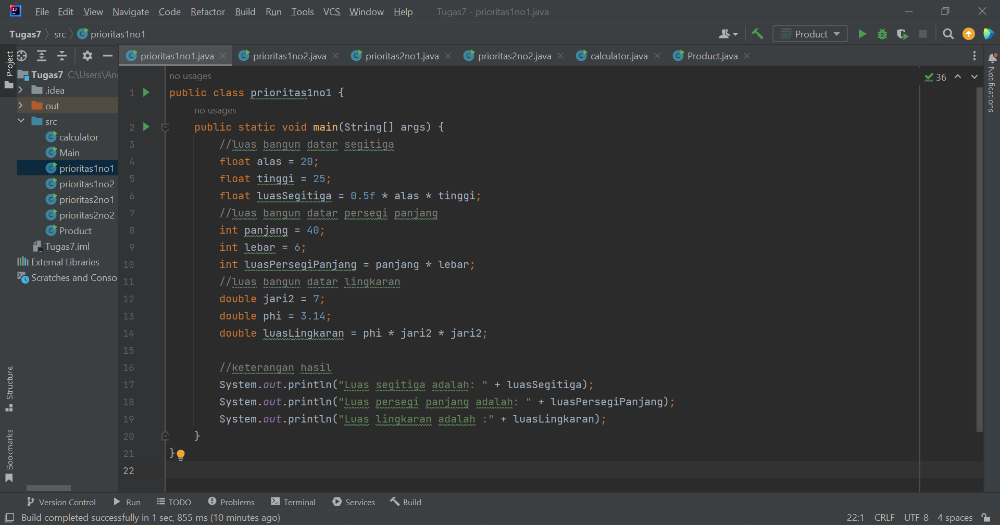 File Edit View Navigate Code Refactor Build Run Tools VCS Window Help Tugas7 - prioritas1no1.java
Tugas7 src prioritas1no1 Product
prioritas1no1.java prioritas1no2.java prioritas2no1.java prioritas2no2.java calculator.java Product.java
Project
Tugas7 C:\Users\An
.idea
out
src
calculator
Main
prioritas1no1
prioritas1no2
prioritas2no1
prioritas2no2
Product
Tugas7.iml
External Libraries
Scratches and Conso
Structure
Bookmarks
no usages
36
1 public class prioritas1no1 {
no usages
2 public static void main(String[] args) {
3 //luas bangun datar segitiga
4 float alas = 20;
5 float tinggi = 25;
6 float luasSegitiga = 0.5f * alas * tinggi;
7 //luas bangun datar persegi panjang
8 int panjang = 40;
9 int lebar = 6;
10 int luasPersegiPanjang = panjang * lebar;
11 //luas bangun datar lingkaran
12 double jari2 = 7;
13 double phi = 3.14;
14 double luasLingkaran = phi * jari2 * jari2;
15
16 //keterangan hasil
17 System.out.println("Luas segitiga adalah: " + luasSegitiga);
18 System.out.println("Luas persegi panjang adalah: " + luasPersegiPanjang);
19 System.out.println("Luas lingkaran adalah :" + luasLingkaran);
20 }
21 }
22
Notifications
Version Control Run TODO Problems Terminal Services Build
Build completed successfully in 1 sec, 855 ms (10 minutes ago) 22:1 CRLF UTF-8 4 spaces